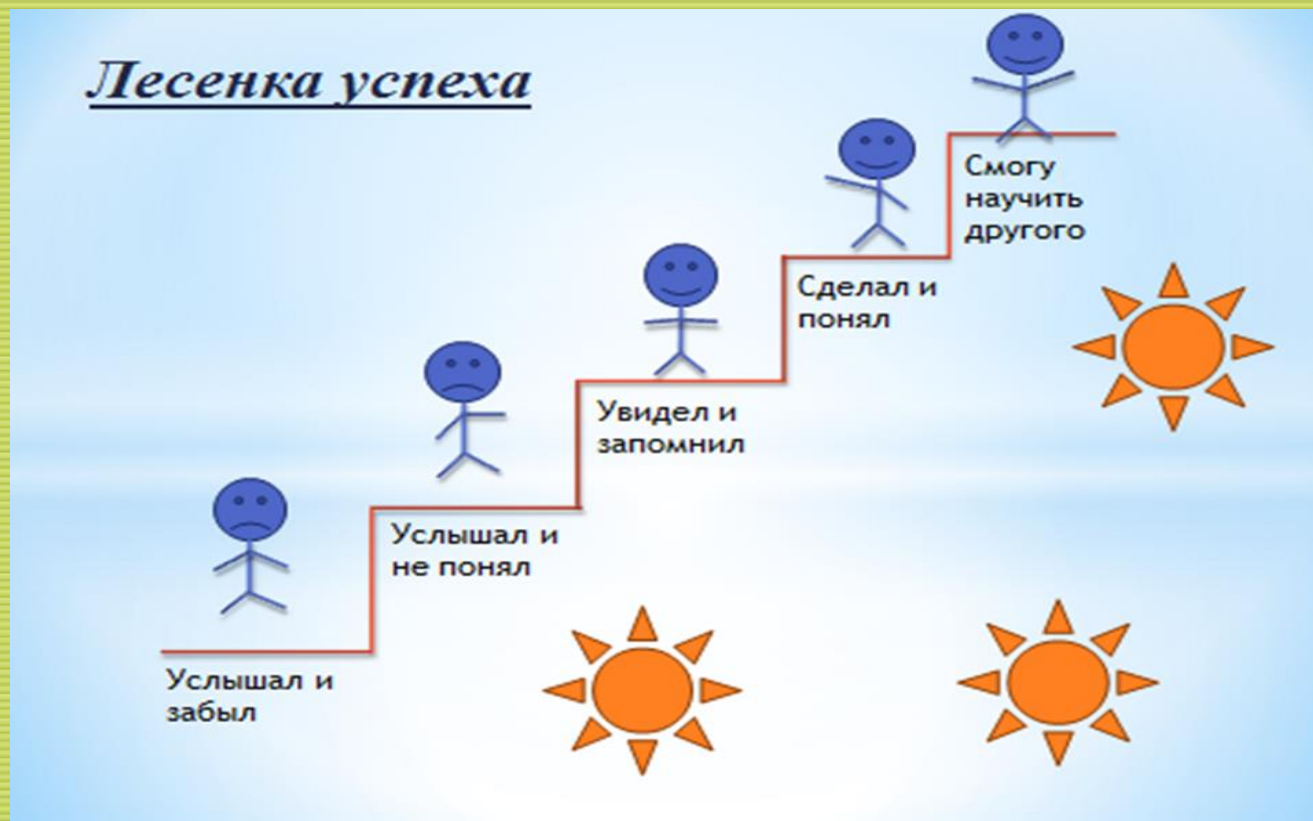 Лесенка успеха
Смогу
научить
другого
Сделал и
понял
Увидел и
запомнил
Услышал и
не понял
Услышал и
забыл